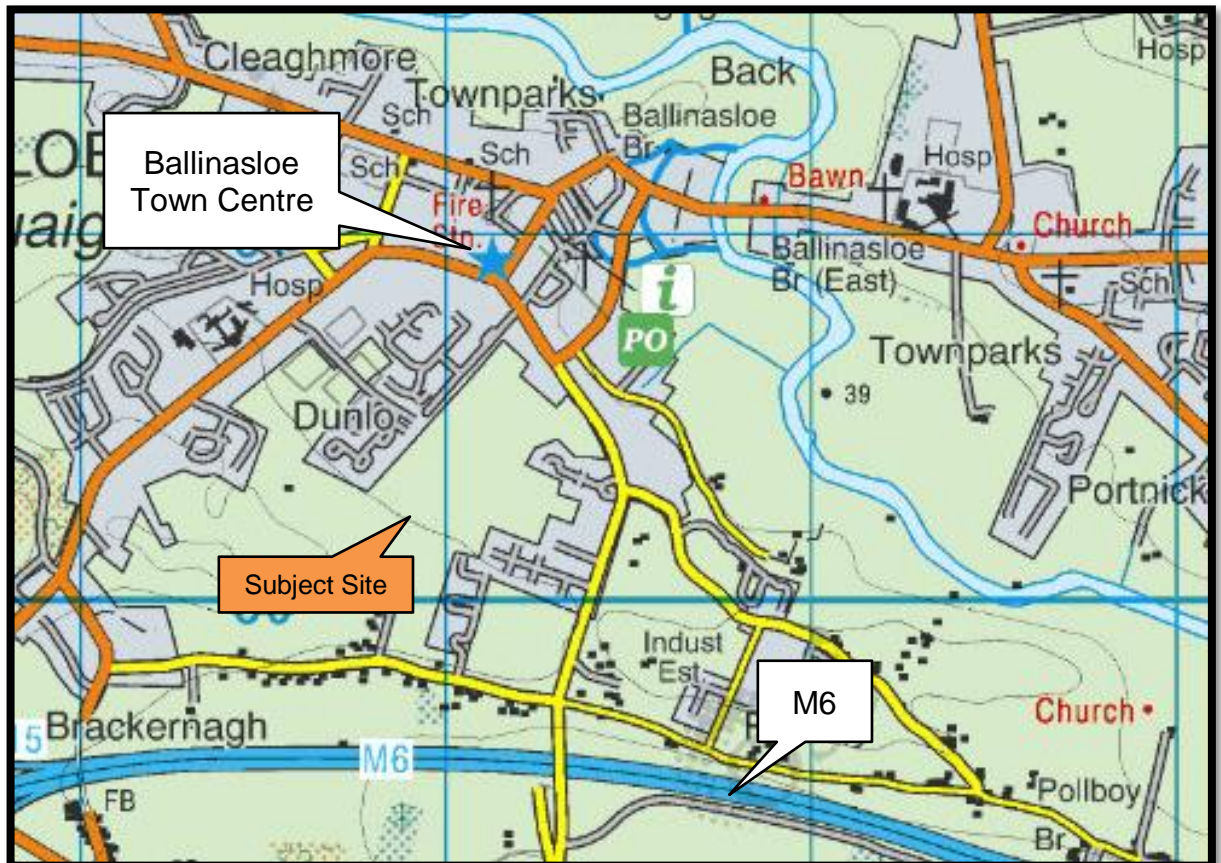 Cleaghmore
Hosp
Back
Townparks
Sch
Ballinasloe
Br
Ballinasloe
Town Centre
Sch
Sch
Hosp
Bawn
Fire
Stn.
Church
Ballinasloe
Br (East)
Sch
Hosp
i
PO
Townparks
39
Dunlo
Portnick
Subject Site
Indust
Est
M6
Church
5
Brackernagh
M6
FB
Pollboy
Br